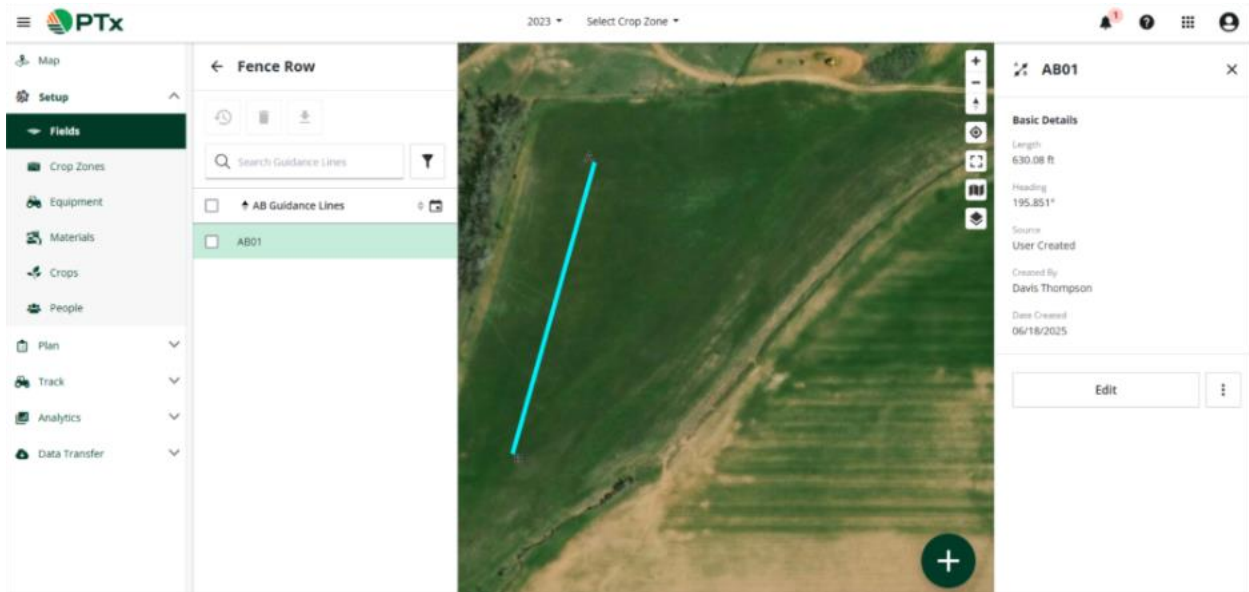 PTx
2023
Select Crop Zone
1
Map
Setup
Fields
Crop Zones
Equipment
Materials
Crops
People
Plan
Track
Analytics
Data Transfer
Fence Row
Search Guidance Lines
AB Guidance Lines
AB01
AB01
Basic Details
Length
630.08 ft
Heading
195.851°
Source
User Created
Created By
Davis Thompson
Date Created
06/18/2025
Edit